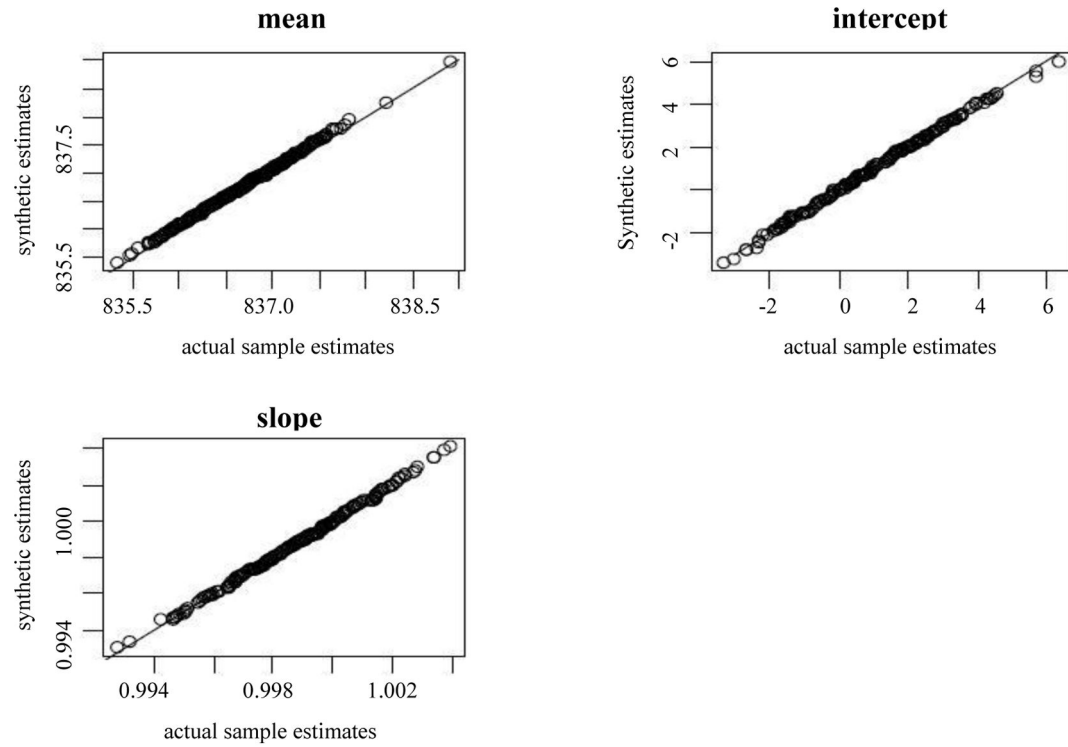 mean
synthetic estimates
837.5
835.5
835.5 837.0 838.5
actual sample estimates
intercept
Synthetic estimates
6
4
2
-2
-2 0 2 4 6
actual sample estimates
slope
synthetic estimates
1.000
0.994
0.994 0.998 1.002
actual sample estimates